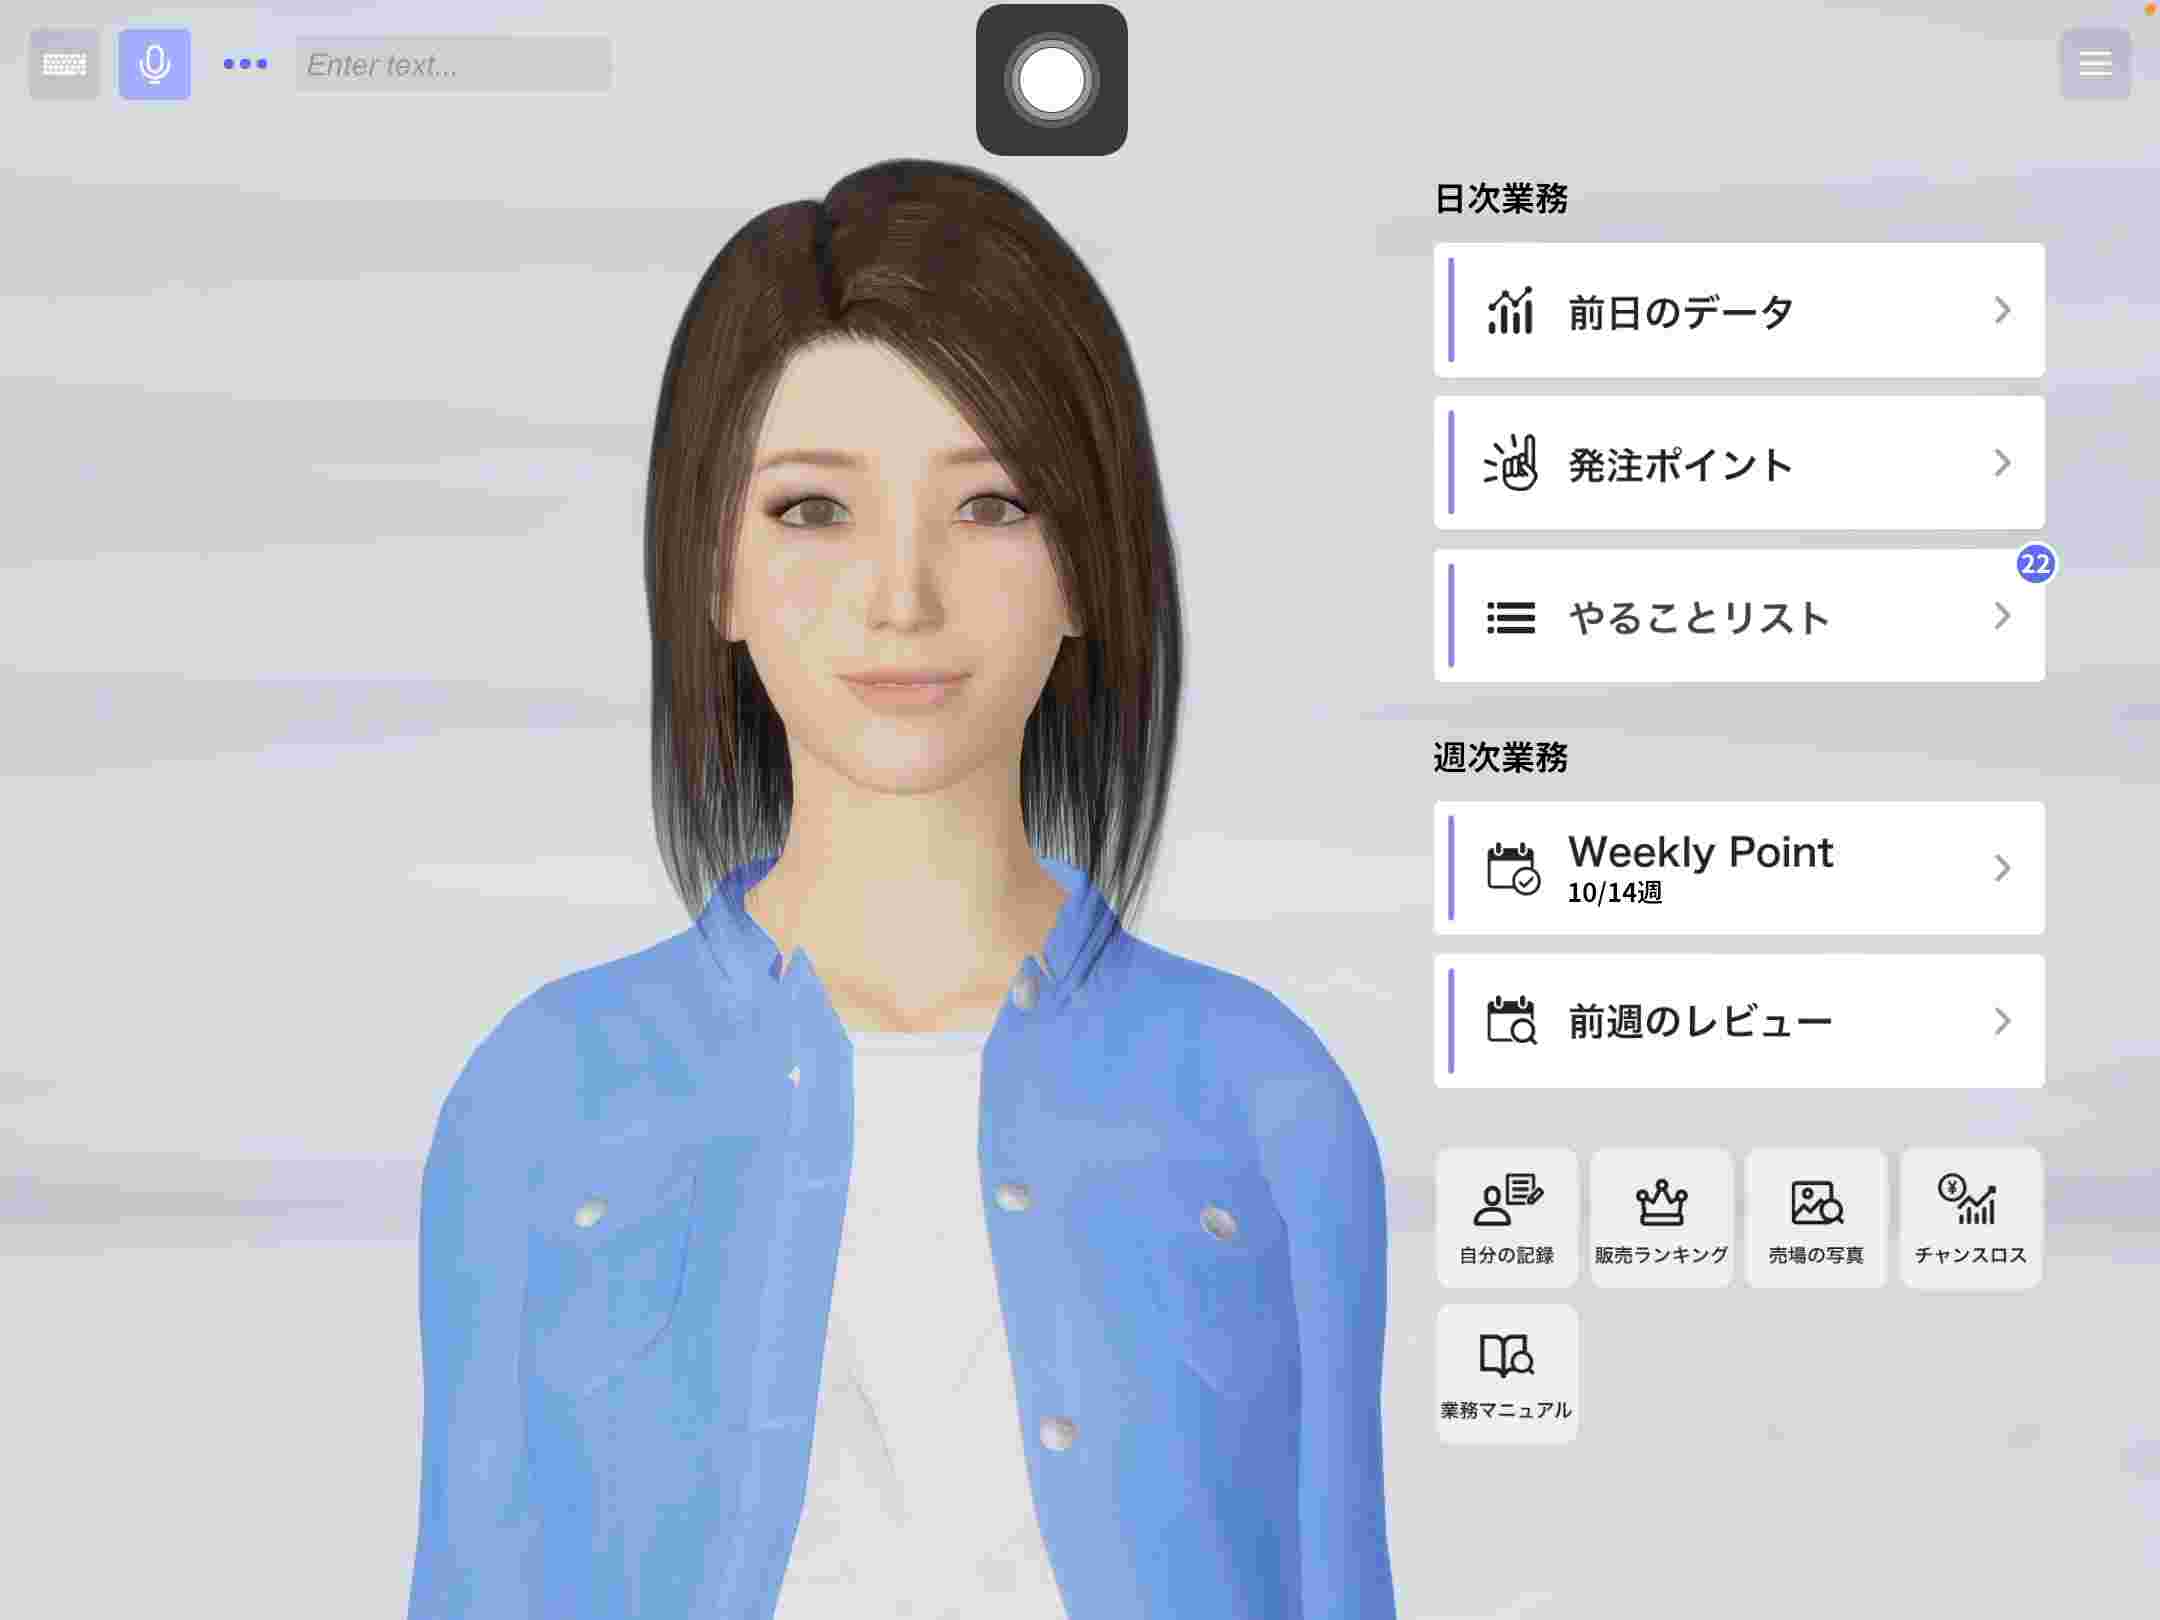 Enter text...
日次業務
前日のデータ
発注ポイント
22
やることリスト
週次業務
Weekly Point
10/14週
前週のレビュー
自分の記録
販売ランキング
売場の写真
¥
チャンスロス
業務マニュアル